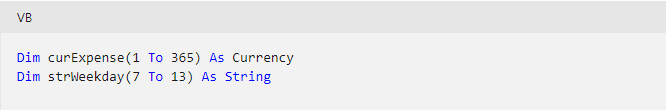 VB
Dim curExpense(1 To 365) As Currency
Dim strWeekday(7 To 13) As String